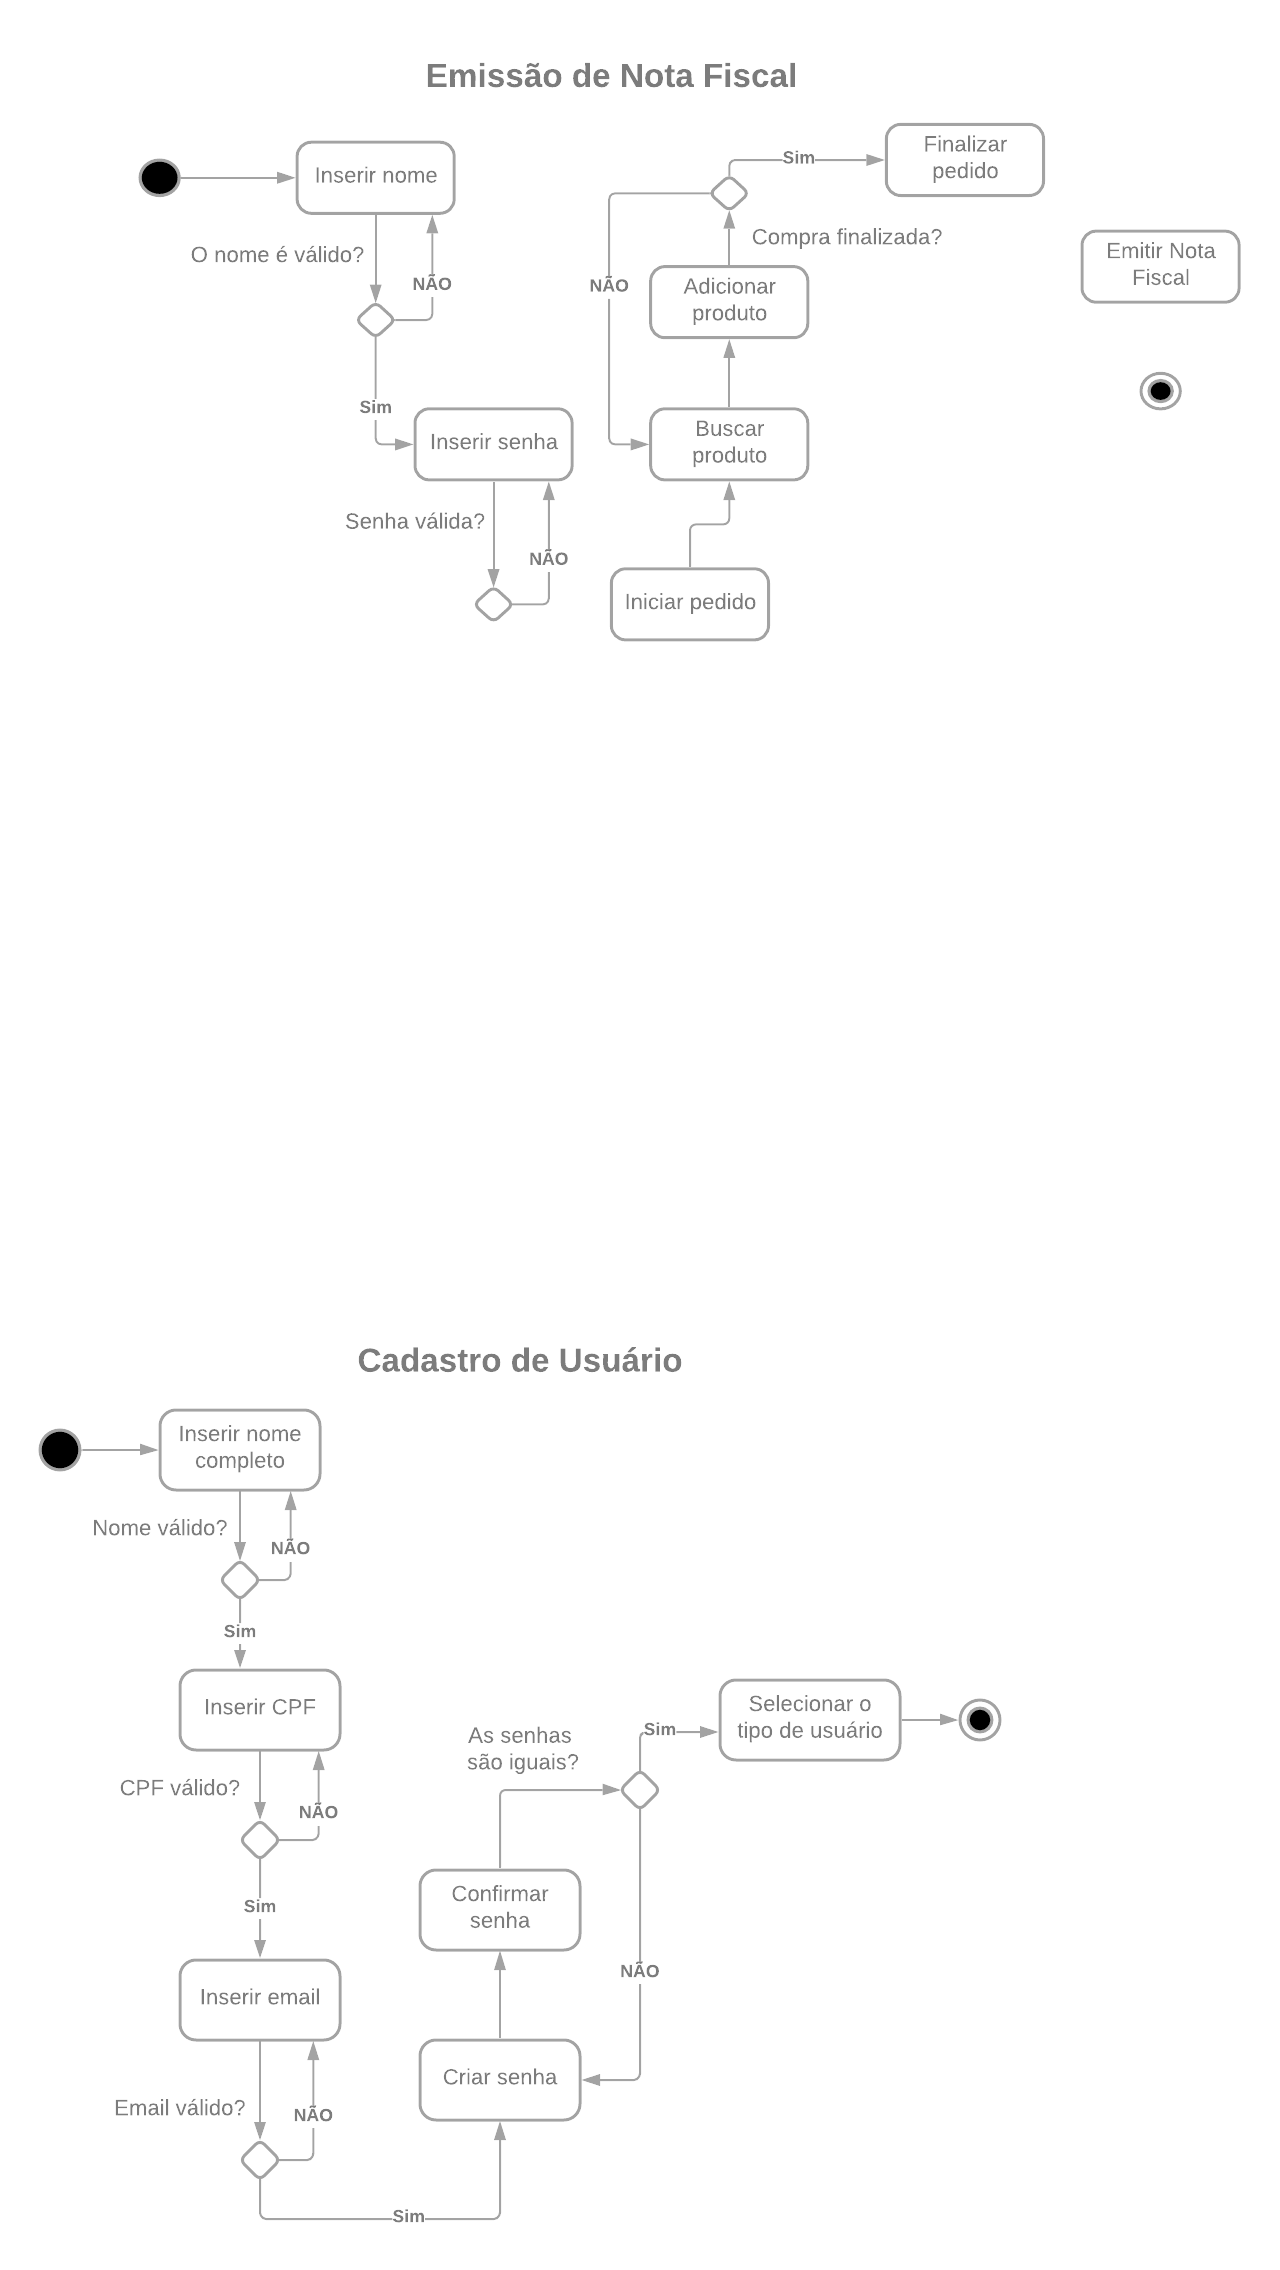 Emissão de Nota Fiscal
Inserir nome
O nome é válido?
NÃO
Sim
Inserir senha
Senha válida?
NÃO
Iniciar pedido
Buscar
produto
Adicionar
produto
Compra finalizada?
NÃO
Sim
Finalizar
pedido
Emitir Nota
Fiscal
Cadastro de Usuário
Inserir nome
completo
Nome válido?
NÃO
Sim
Inserir CPF
CPF válido?
NÃO
Sim
Inserir email
Email válido?
NÃO
Sim
Criar senha
Confirmar
senha
As senhas
são iguais?
NÃO
Sim
Selecionar o
tipo de usuário